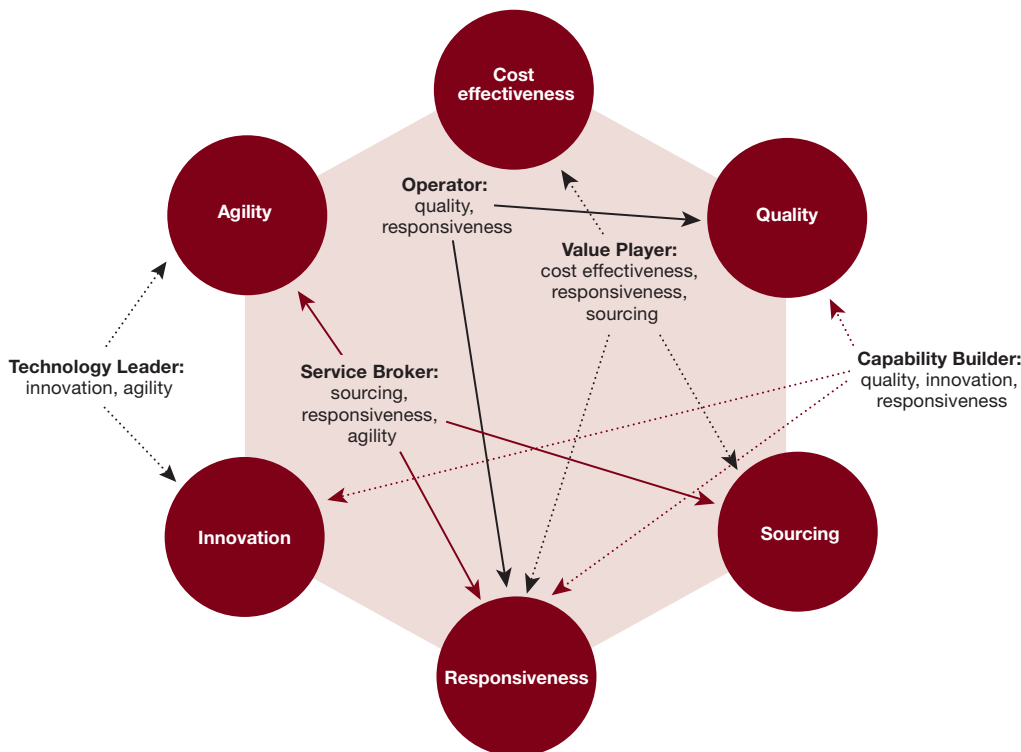 Cost
effectiveness
Agility
Operator:
quality,
responsiveness
Quality
Value Player:
cost effectiveness,
responsiveness,
sourcing
Technology Leader:
innovation, agility
Service Broker:
sourcing,
responsiveness,
agility
Capability Builder:
quality, innovation,
responsiveness
Innovation
Sourcing
Responsiveness